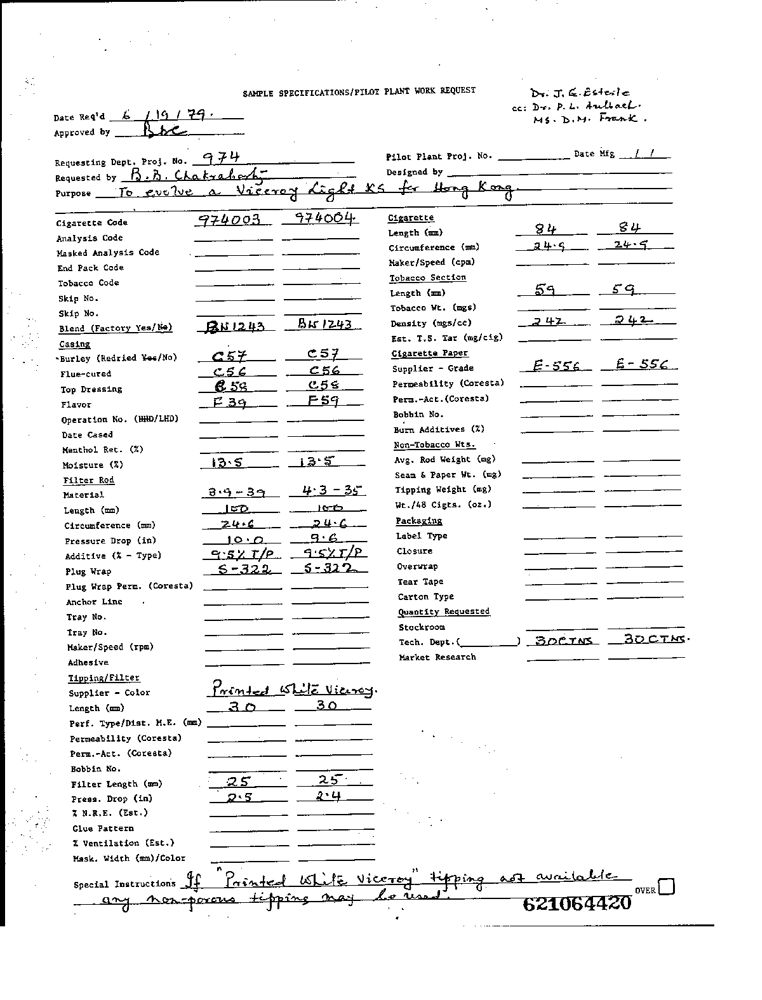 SAMPLE SPECIFICATIONS/PILOT PLANT WORK REQUEST
Dr. J. G. Esterle
cc: Dr. P. L. Aulbach.
Ms. D. M. Frank.
Date Req'd 6 / 19 / 79.
Approved by BBC
Requesting Dept. Proj. No. 974
Pilot Plant Proj. No. Date Mfg / /
Requested by B. B. Chakraborty
Designed by
Purpose To evolve a Viceroy Light KS for Hong Kong.
Cigarette Code 974003 974004
Analysis Code
Masked Analysis Code
End Pack Code
Tobacco Code
Skip No.
Skip No.
Blend (Factory Yes/No) BW1243 BW1243
Casing
Burley (Redried Yes/No) C57 C57
Flue-cured C56 C56
Top Dressing C58 C58
Flavor F39 F59
Operation No. (HHD/LHD)
Date Cased
Menthol Ret. (%)
Moisture (%) 13.5 13.5
Filter Rod
Material 3.9-39 4.3-35
Length (mm) 150 150
Circumference (mm) 24.6 24.6
Pressure Drop (in) 10.0 9.6
Additive (% - Type) 9.5% T/P 9.5% T/P
Plug Wrap S-322 S-322
Plug Wrap Perm. (Coresta)
Anchor Line
Tray No.
Tray No.
Maker/Speed (rpm)
Adhesive
Tipping/Filter
Supplier - Color Printed White Viceroy.
Length (mm) 30 30
Perf. Type/Dist. M.E. (mm)
Permeability (Coresta)
Perm.-Act. (Coresta)
Bobbin No.
Filter Length (mm) 25 25
Press. Drop (in) 2.5 2.4
% N.R.E. (Est.)
Glue Pattern
% Ventilation (Est.)
Mask. Width (mm)/Color
Cigarette
Length (mm) 84 84
Circumference (mm) 24.9 24.9
Maker/Speed (cpm)
Tobacco Section
Length (mm) 59 59
Tobacco Wt. (mgs)
Density (mgs/cc) 242 242
Est. T.S. Tar (mg/cig)
Cigarette Paper
Supplier - Grade E-556 E-556
Permeability (Coresta)
Perm.-Act.(Coresta)
Bobbin No.
Burn Additives (%)
Non-Tobacco Wts.
Avg. Rod Weight (mg)
Seam & Paper Wt. (mg)
Tipping Weight (mg)
Wt./48 Cigts. (oz.)
Packaging
Label Type
Closure
Overwrap
Tear Tape
Carton Type
Quantity Requested
Stockroom
Tech. Dept.( ) 30CTNS 30CTNS.
Market Research
Special Instructions If "Printed White Viceroy" tipping not available
any non-porous tipping may be used.
OVER
621064420